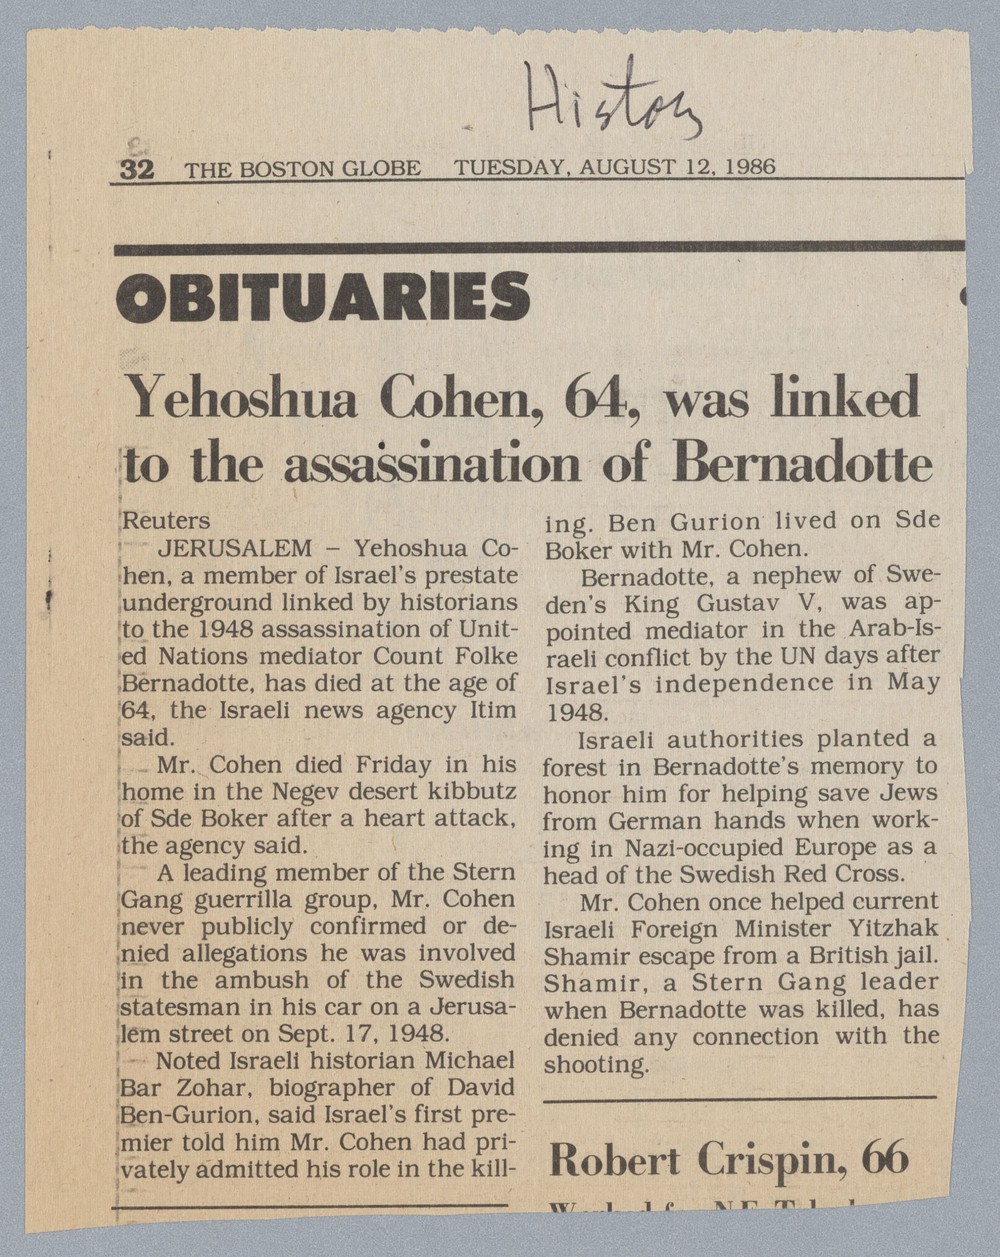 History
32 THE BOSTON GLOBE TUESDAY, AUGUST 12, 1986
OBITUARIES
Yehoshua Cohen, 64, was linked
to the assassination of Bernadotte
Reuters
JERUSALEM – Yehoshua Co-
hen, a member of Israel's prestate
underground linked by historians
to the 1948 assassination of Unit-
ed Nations mediator Count Folke
Bernadotte, has died at the age of
64, the Israeli news agency Itim
said.
Mr. Cohen died Friday in his
home in the Negev desert kibbutz
of Sde Boker after a heart attack,
the agency said.
A leading member of the Stern
Gang guerrilla group, Mr. Cohen
never publicly confirmed or de-
nied allegations he was involved
in the ambush of the Swedish
statesman in his car on a Jerusa-
lem street on Sept. 17, 1948.
Noted Israeli historian Michael
Bar Zohar, biographer of David
Ben-Gurion, said Israel's first pre-
mier told him Mr. Cohen had pri-
vately admitted his role in the kill-
ing. Ben Gurion lived on Sde
Boker with Mr. Cohen.
Bernadotte, a nephew of Swe-
den's King Gustav V, was ap-
pointed mediator in the Arab-Is-
raeli conflict by the UN days after
Israel's independence in May
1948.
Israeli authorities planted a
forest in Bernadotte's memory to
honor him for helping save Jews
from German hands when work-
ing in Nazi-occupied Europe as a
head of the Swedish Red Cross.
Mr. Cohen once helped current
Israeli Foreign Minister Yitzhak
Shamir escape from a British jail.
Shamir, a Stern Gang leader
when Bernadotte was killed, has
denied any connection with the
shooting.
Robert Crispin, 66